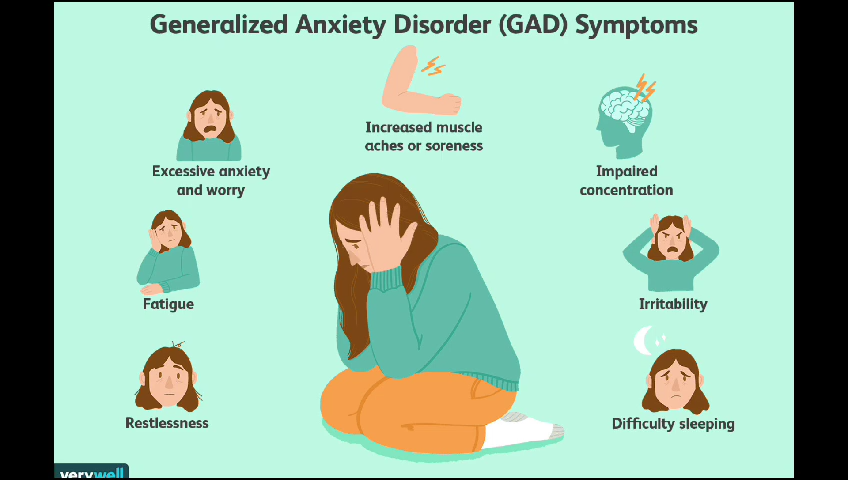 Generalized Anxiety Disorder (GAD) Symptoms
Increased muscle
aches or soreness
Excessive anxiety
and worry
Impaired
concentration
Fatigue
Irritability
Restlessness
Difficulty sleeping
verywell